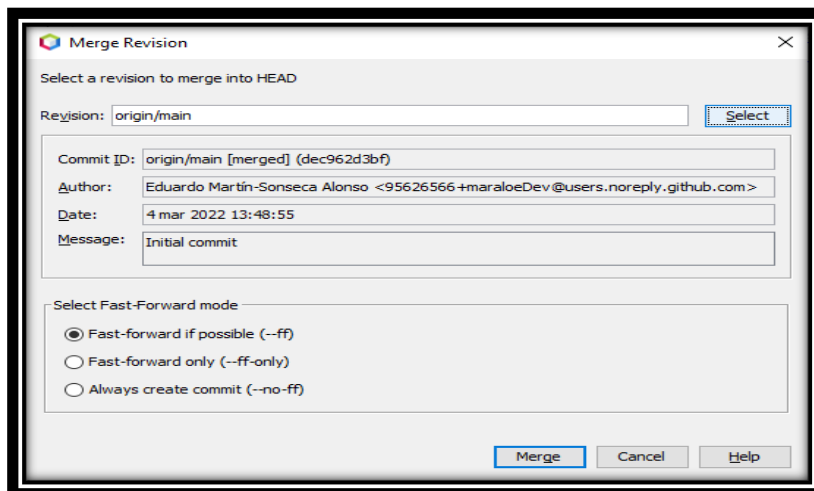 Merge Revision
Select a revision to merge into HEAD
Revision: origin/main Select
Commit ID: origin/main [merged] (dec962d3bf)
Author: Eduardo Martín-Sonseca Alonso <95626566+maraloeDev@users.noreply.github.com>
Date: 4 mar 2022 13:48:55
Message: Initial commit
Select Fast-Forward mode
Fast-forward if possible (--ff)
Fast-forward only (--ff-only)
Always create commit (--no-ff)
Merge Cancel Help